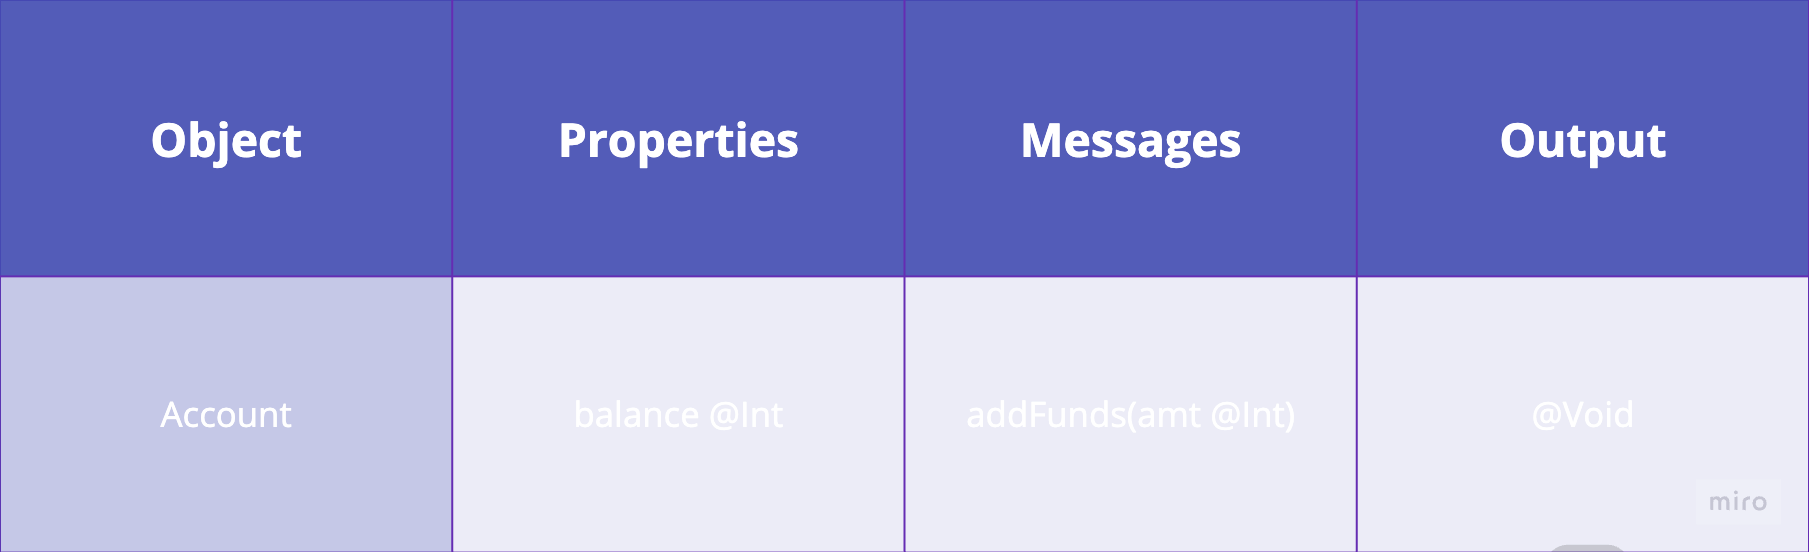 Object Properties Messages Output
Account balance @Int addFunds(amt @Int) @Void
miro